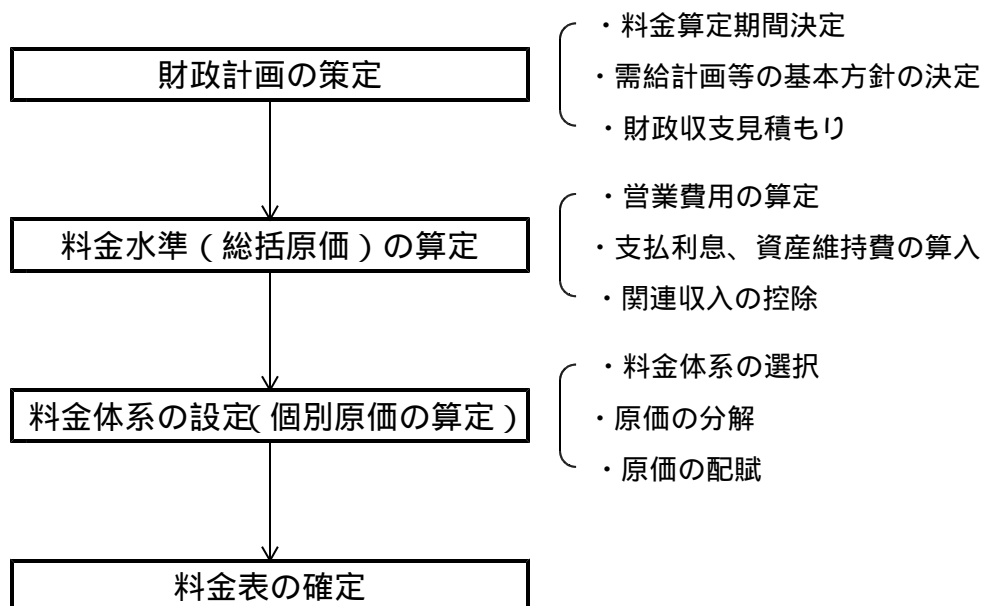 財政計画の策定
・料金算定期間決定
・需給計画等の基本方針の決定
・財政収支見積もり
料金水準(総括原価)の算定
・営業費用の算定
・支払利息、資産維持費の算入
・関連収入の控除
料金体系の設定(個別原価の算定)
・料金体系の選択
・原価の分解
・原価の配賦
料金表の確定